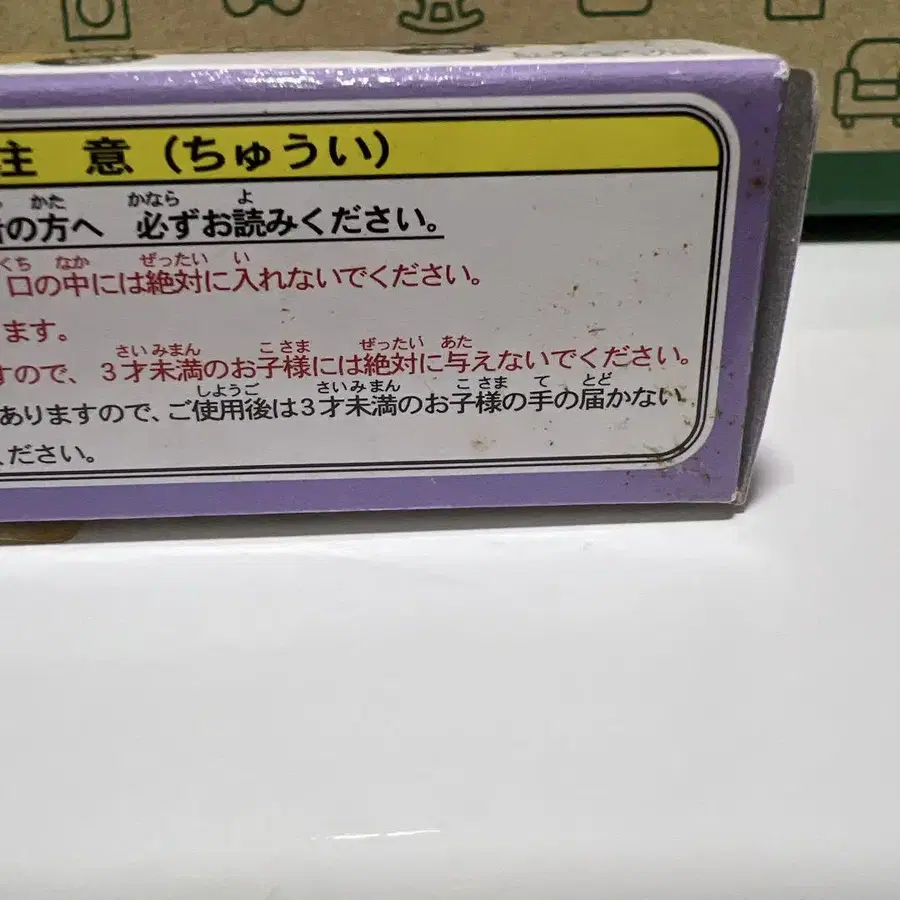 注 意 (ちゅうい)
かた かなら よ
の方へ 必ずお読みください。
くち なか ぜったい い
口の中には絶対に入れないでください。
ます。
さいみまん こさま ぜったい あた
すので、3才未満のお子様には絶対に与えないでください。
しようご さいみまん こさま て とど
ありますので、ご使用後は3才未満のお子様の手の届かない
ください。